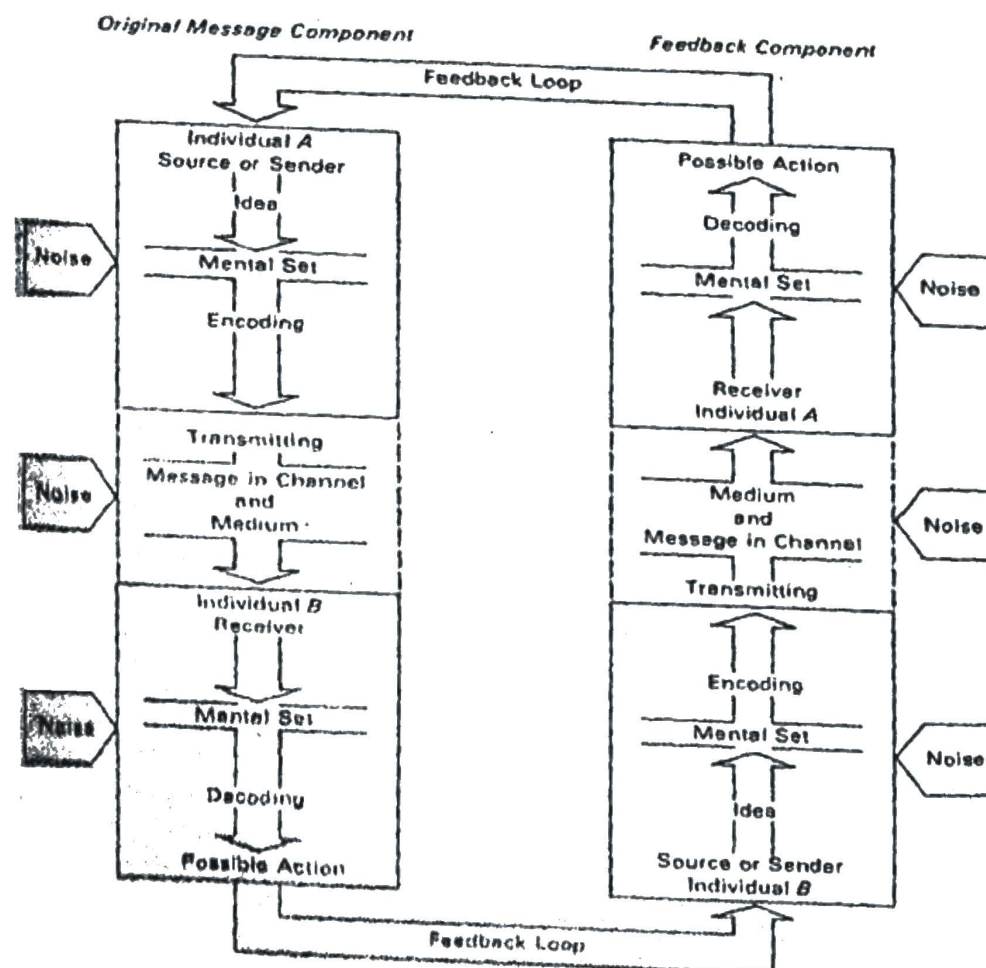 Original Message Component
Feedback Component
Feedback Loop
Individual A
Source or Sender
Idea
Noise
Mental Set
Encoding
Transmitting
Noise
Message in Channel
and
Medium
Individual B
Receiver
Noise
Mental Set
Decoding
Possible Action
Possible Action
Decoding
Mental Set
Noise
Receiver
Individual A
Medium
and
Message in Channel
Noise
Transmitting
Encoding
Mental Set
Noise
Idea
Source or Sender
Individual B
Feedback Loop